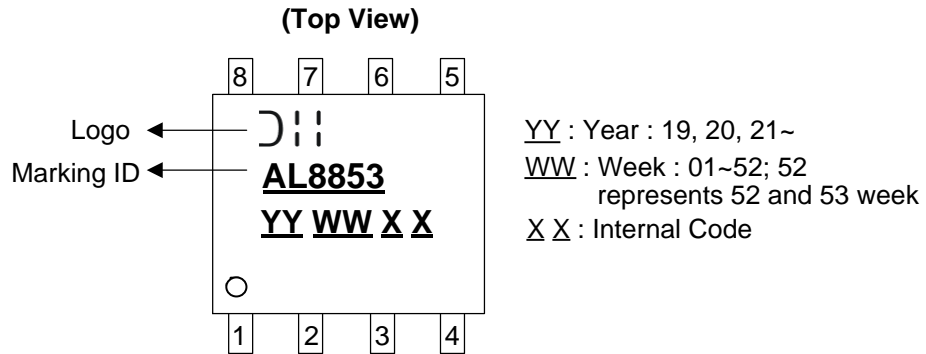 (Top View)
8 7 6 5
Logo
Marking ID
AL8853
YY WW X X
1 2 3 4
YY : Year : 19, 20, 21~
WW : Week : 01~52; 52
represents 52 and 53 week
X X : Internal Code